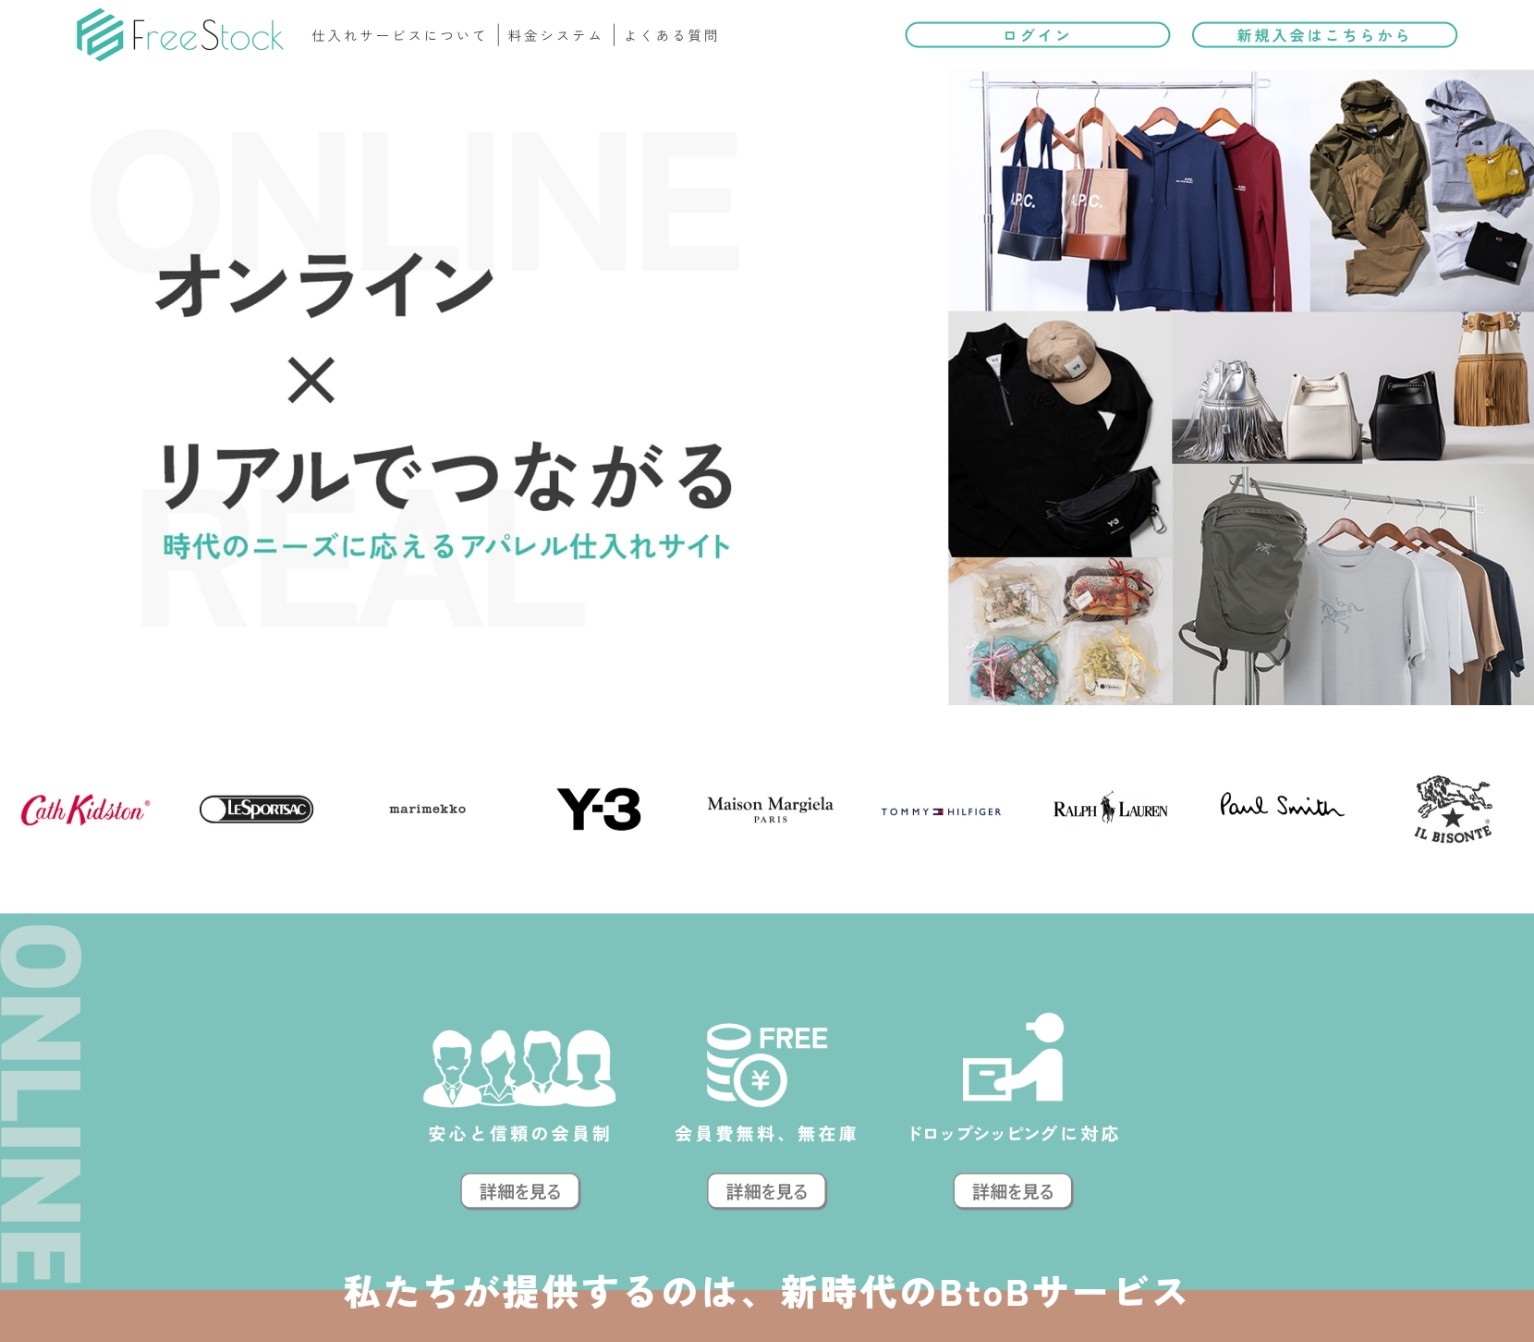 FreeStock
仕入れサービスについて
料金システム
よくある質問
ログイン
新規入会はこちらから
ONLINE
オンライン
×
リアルでつながる
REAL
時代のニーズに応えるアパレル仕入れサイト
A.P.C.
A.P.C.
Y-3
Cath Kidston®
LESPORTSAC
marimekko
Y-3
Maison Margiela
PARIS
TOMMY HILFIGER
RALPH LAUREN
Paul Smith
IL BISONTE®
ONLINE
FREE
¥
安心と信頼の会員制
会員費無料、無在庫
ドロップシッピングに対応
詳細を見る
詳細を見る
詳細を見る
私たちが提供するのは、新時代のBtoBサービス